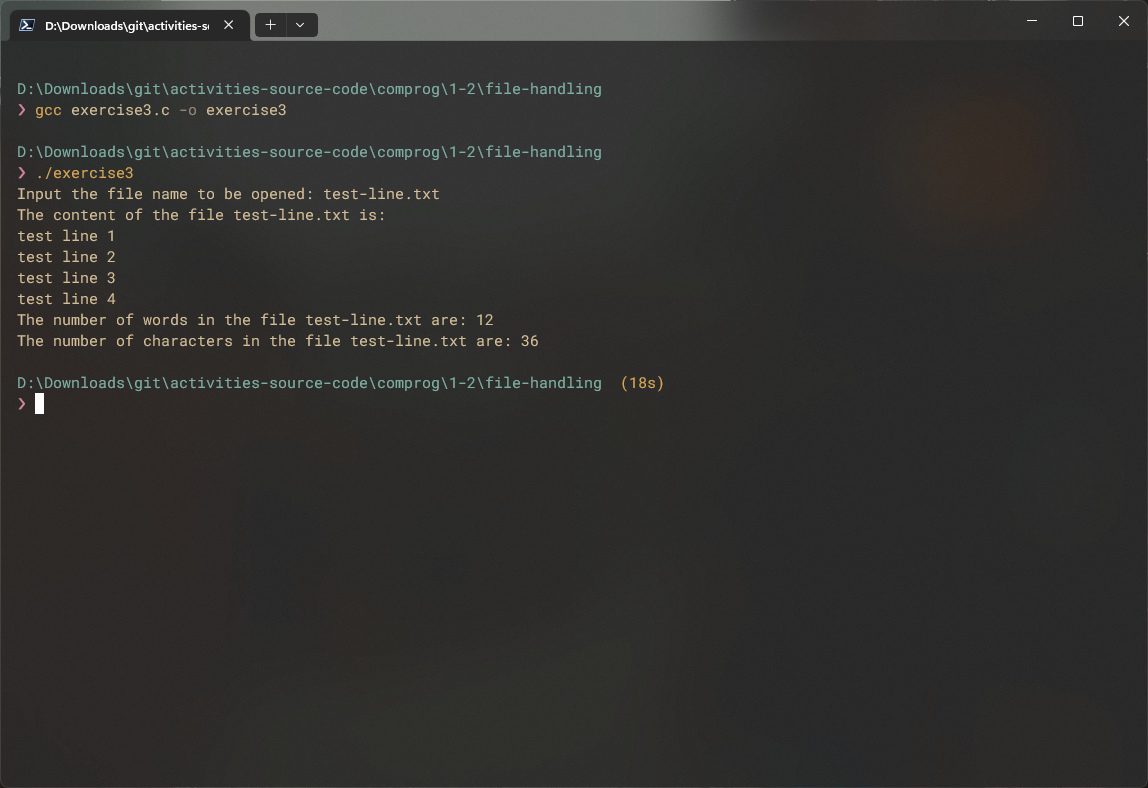 D:\Downloads\git\activities-s
D:\Downloads\git\activities-source-code\comprog\1-2\file-handling
❯ gcc exercise3.c -o exercise3
D:\Downloads\git\activities-source-code\comprog\1-2\file-handling
❯ ./exercise3
Input the file name to be opened: test-line.txt
The content of the file test-line.txt is:
test line 1
test line 2
test line 3
test line 4
The number of words in the file test-line.txt are: 12
The number of characters in the file test-line.txt are: 36
D:\Downloads\git\activities-source-code\comprog\1-2\file-handling (18s)
❯